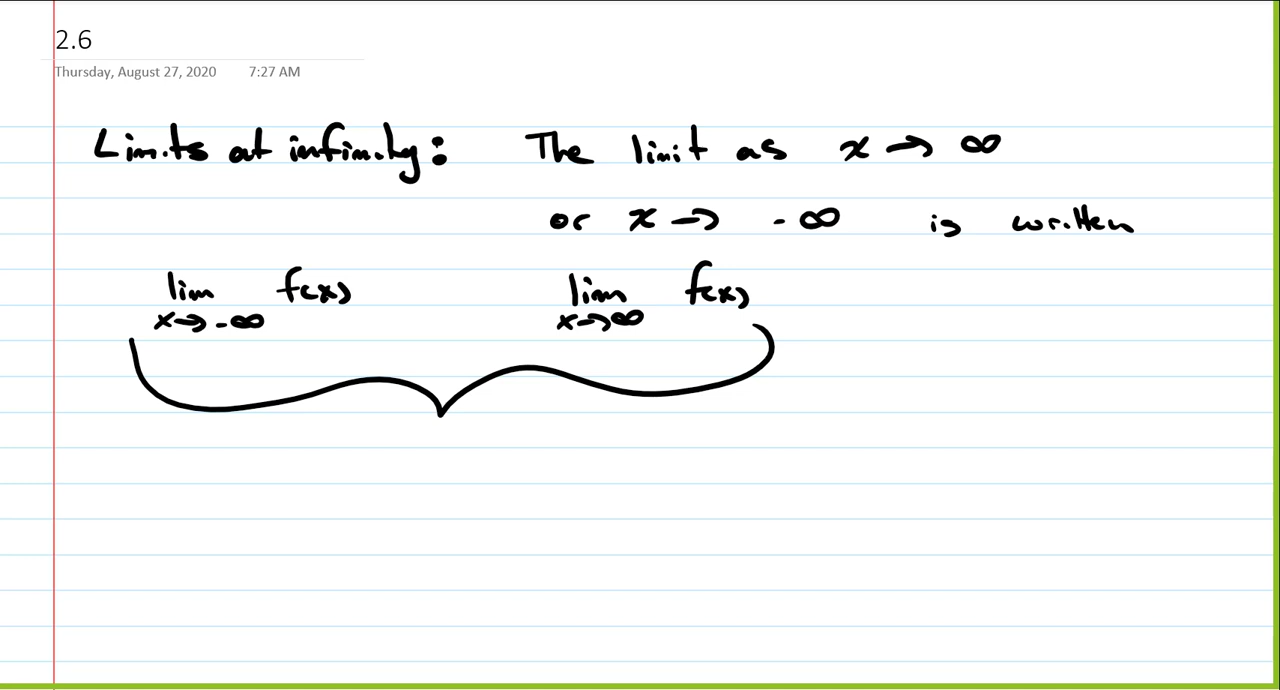 2.6
Thursday, August 27, 2020 7:27 AM
Limits at infinity: The limit as x → ∞
or x → -∞ is written
lim f(x) lim f(x)
x→-∞ x→∞